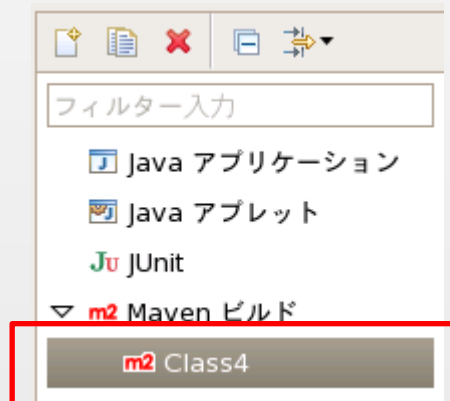 フィルター入力
J Java アプリケーション
Java アプレット
Ju JUnit
m2 Maven ビルド
m2 Class4